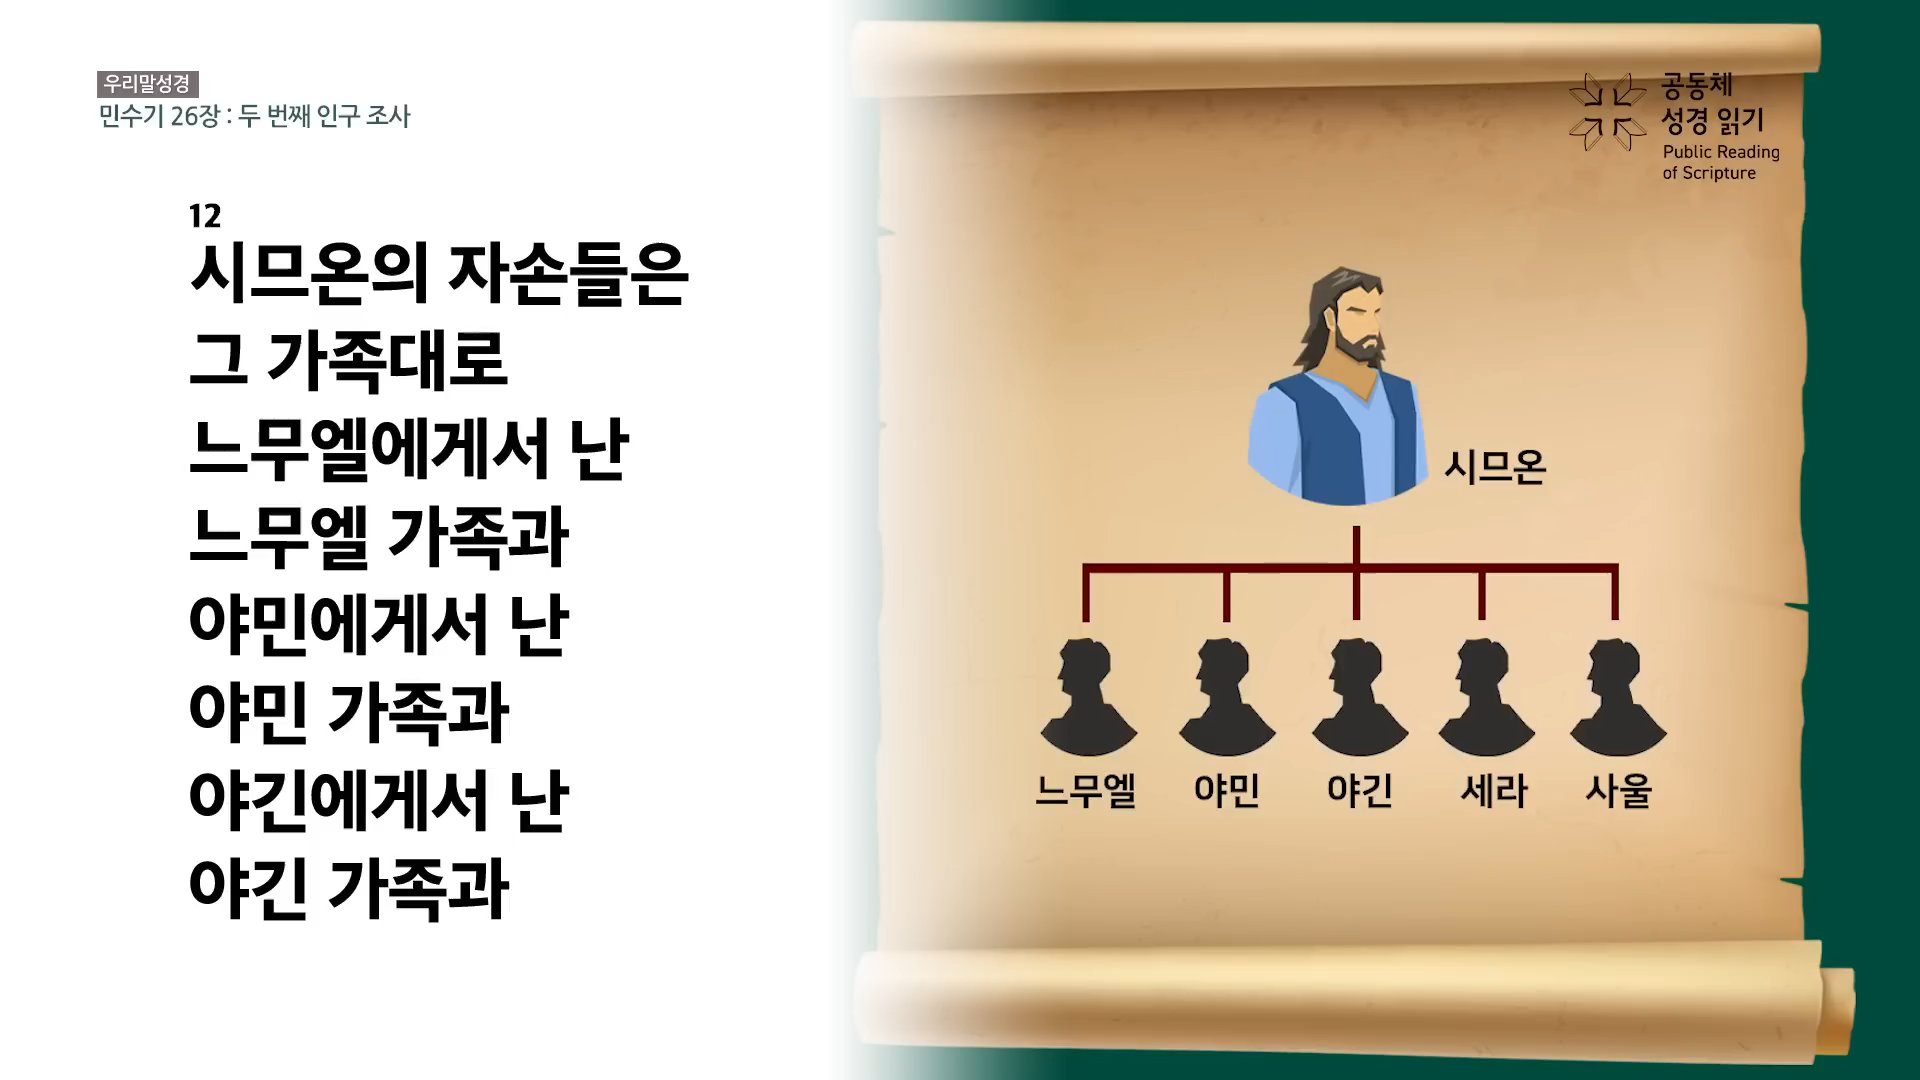 우리말성경
민수기 26장 : 두 번째 인구 조사
12
시므온의 자손들은
그 가족대로
느무엘에게서 난
느무엘 가족과
야민에게서 난
야민 가족과
야긴에게서 난
야긴 가족과
공동체
성경 읽기
Public Reading
of Scripture
시므온
느무엘
야민
야긴
세라
사울